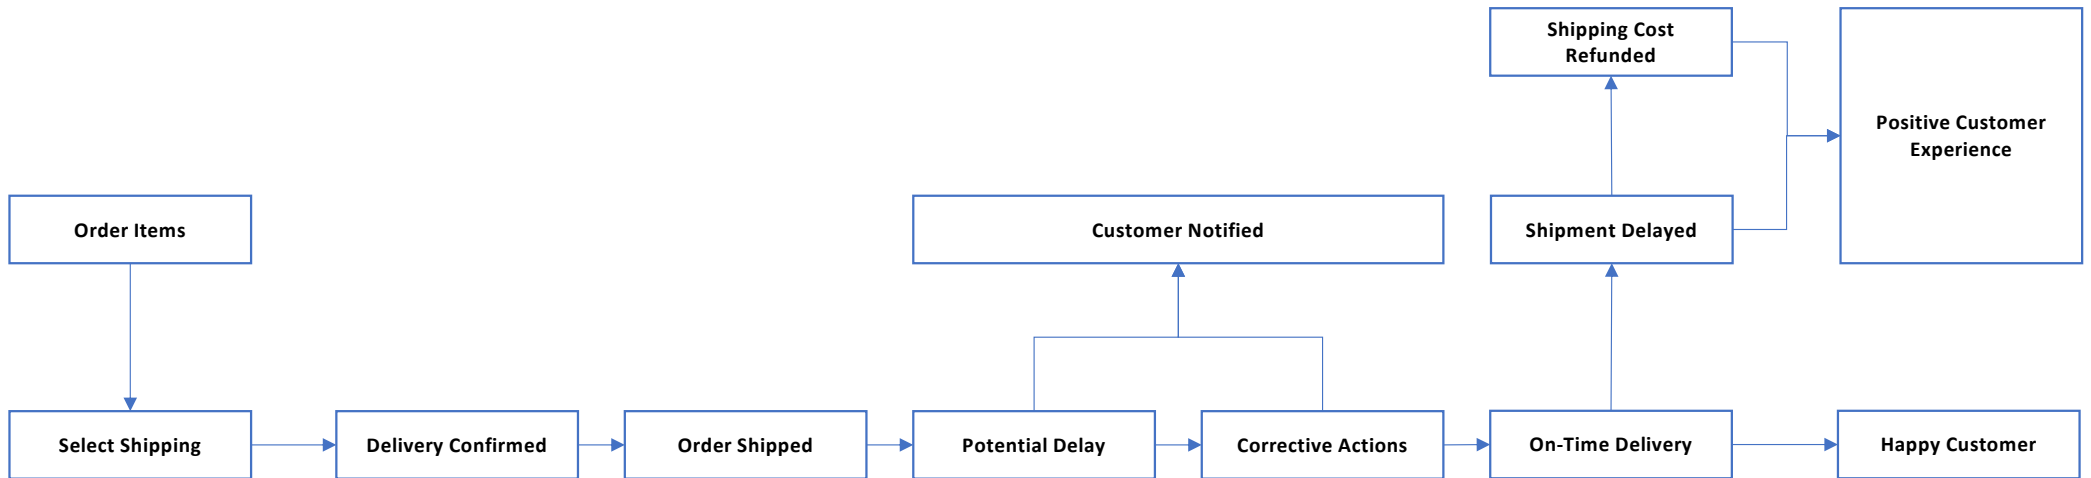 Shipping Cost
Refunded
Positive Customer
Experience
Order Items
Customer Notified
Shipment Delayed
Select Shipping
Delivery Confirmed
Order Shipped
Potential Delay
Corrective Actions
On-Time Delivery
Happy Customer